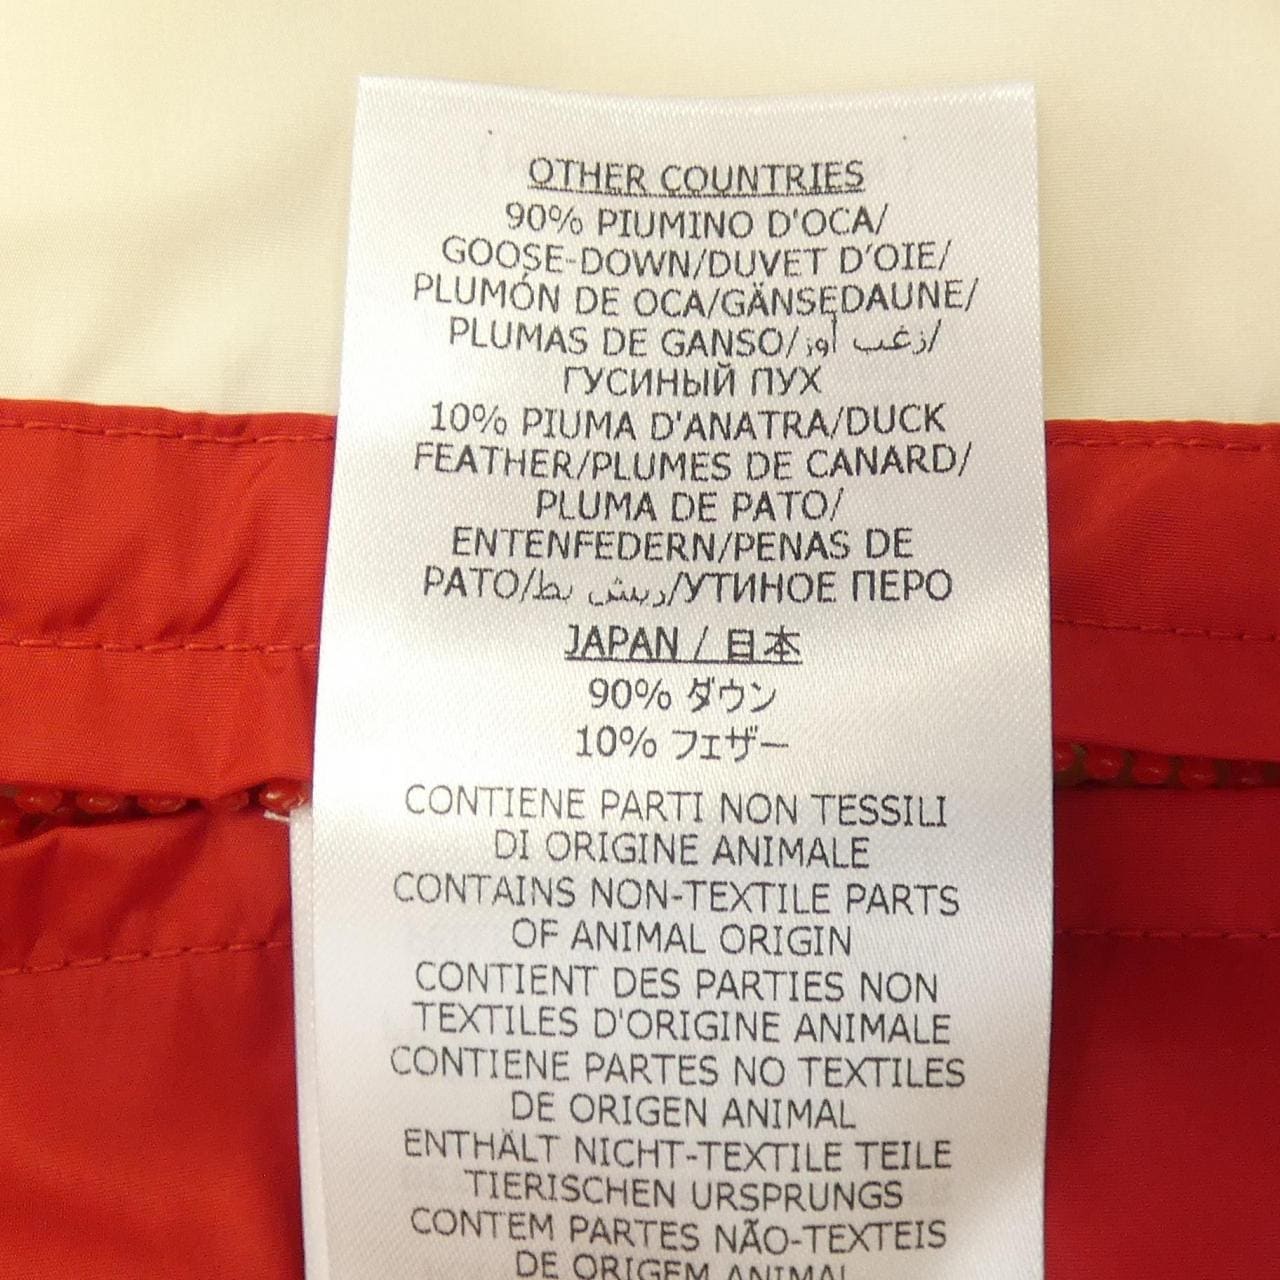 OTHER COUNTRIES
90% PIUMINO D'OCA/
GOOSE-DOWN/DUVET D'OIE/
PLUMÓN DE OCA/GÄNSEDAUNE/
PLUMAS DE GANSO/زغب أوز/
ГУСИНЫЙ ПУХ
10% PIUMA D'ANATRA/DUCK
FEATHER/PLUMES DE CANARD/
PLUMA DE PATO/
ENTENFEDERN/PENAS DE
PATO/ريش بط/УТИНОЕ ПЕРО
JAPAN / 日本
90% ダウン
10% フェザー
CONTIENE PARTI NON TESSILI
DI ORIGINE ANIMALE
CONTAINS NON-TEXTILE PARTS
OF ANIMAL ORIGIN
CONTIENT DES PARTIES NON
TEXTILES D'ORIGINE ANIMALE
CONTIENE PARTES NO TEXTILES
DE ORIGEN ANIMAL
ENTHÄLT NICHT-TEXTILE TEILE
TIERISCHEN URSPRUNGS
CONTEM PARTES NÃO-TEXTEIS
DE ORIGEM ANIMAL